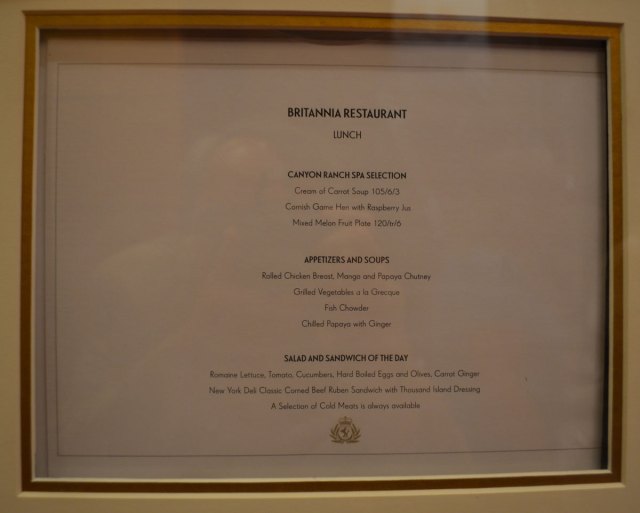 BRITANNIA RESTAURANT
LUNCH
CANYON RANCH SPA SELECTION
Cream of Carrot Soup 105/6/3
Cornish Game Hen with Raspberry Jus
Mixed Melon Fruit Plate 120/tr/6
APPETIZERS AND SOUPS
Rolled Chicken Breast, Mango and Papaya Chutney
Grilled Vegetables a la Grecque
Fish Chowder
Chilled Papaya with Ginger
SALAD AND SANDWICH OF THE DAY
Romaine Lettuce, Tomato, Cucumbers, Hard Boiled Eggs and Olives, Carrot Ginger
New York Deli Classic Corned Beef Ruben Sandwich with Thousand Island Dressing
A Selection of Cold Meats is always available